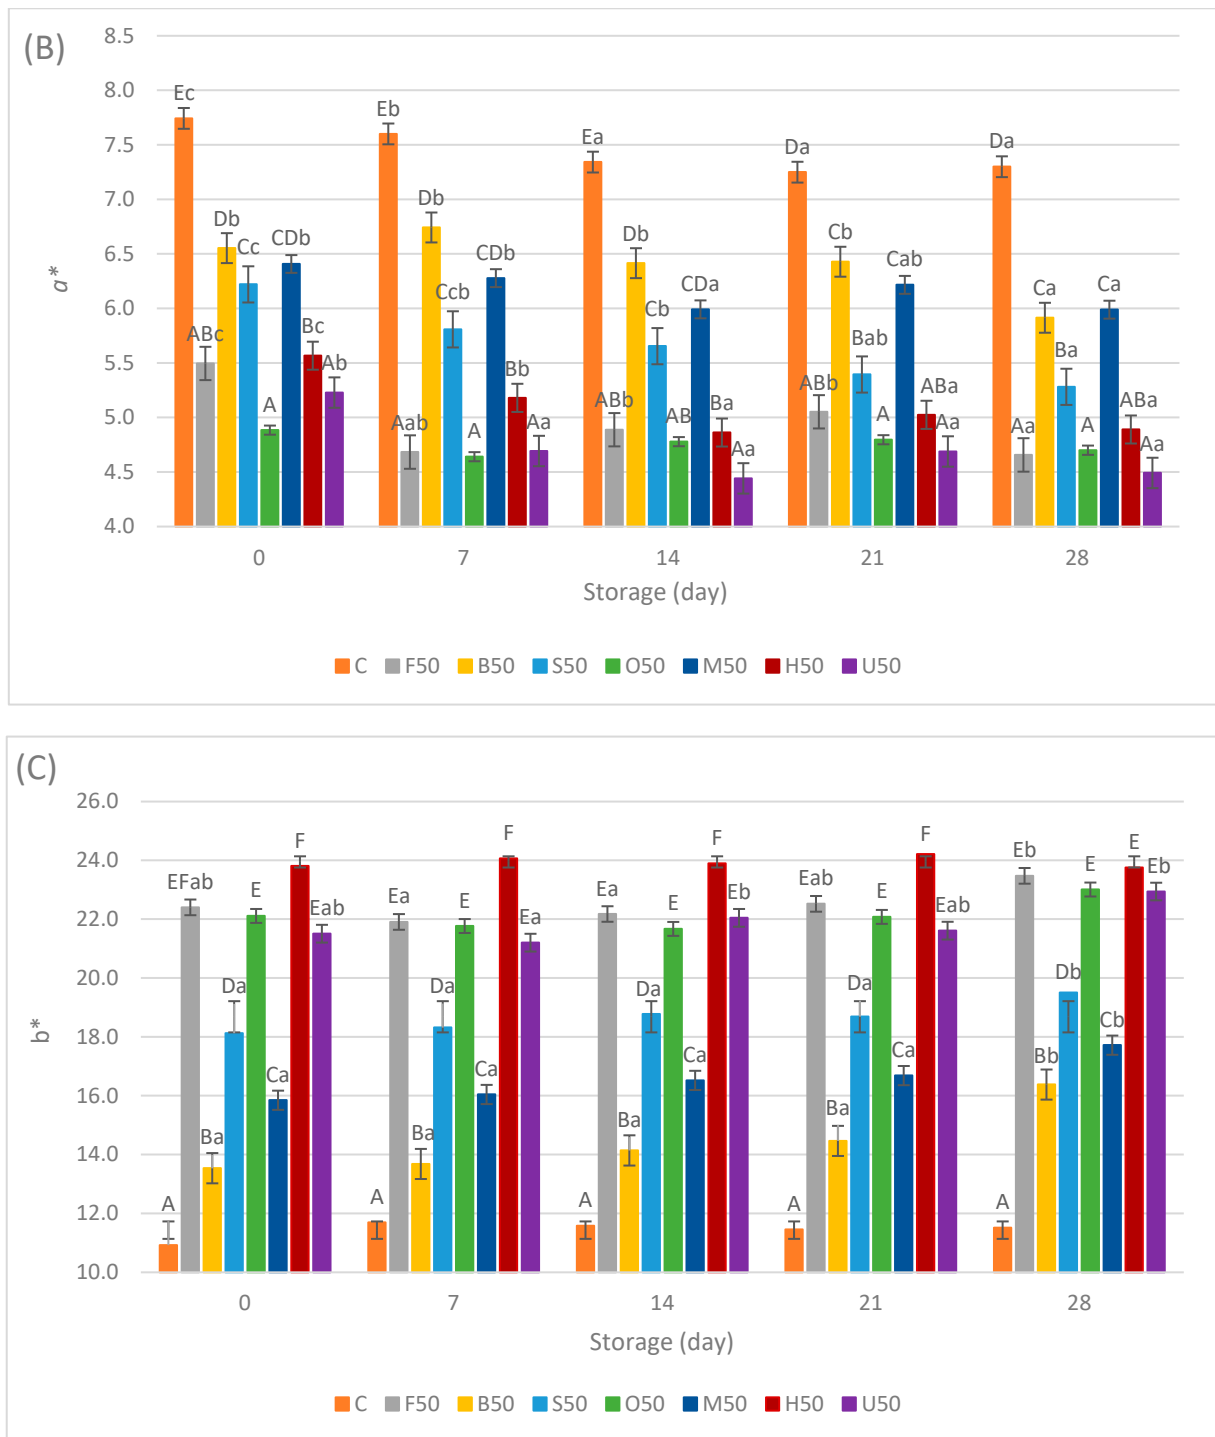 (B)
8.5
8.0
7.5
7.0
6.5
6.0
5.5
5.0
4.5
4.0
a*
Ec ABc Db Cc A CDb Bc Ab
Eb Aab Db Ccb A CDb Bb Aa
Ea ABb Db Cb AB CDa Ba Aa
Da ABb Cb Bab A Cab ABa Aa
Da Aa Ca Ba A Ca ABa Aa
0 7 14 21 28
Storage (day)
C F50 B50 S50 O50 M50 H50 U50
(C)
26.0
24.0
22.0
20.0
18.0
16.0
14.0
12.0
10.0
b*
A EFab Ba Da E Ca F Eab
A Ea Ba Da E Ca F Ea
A Ea Ba Da E Ca F Eb
A Eab Ba Da E Ca F Eab
A Eb Bb Db E Cb E Eb
0 7 14 21 28
Storage (day)
C F50 B50 S50 O50 M50 H50 U50